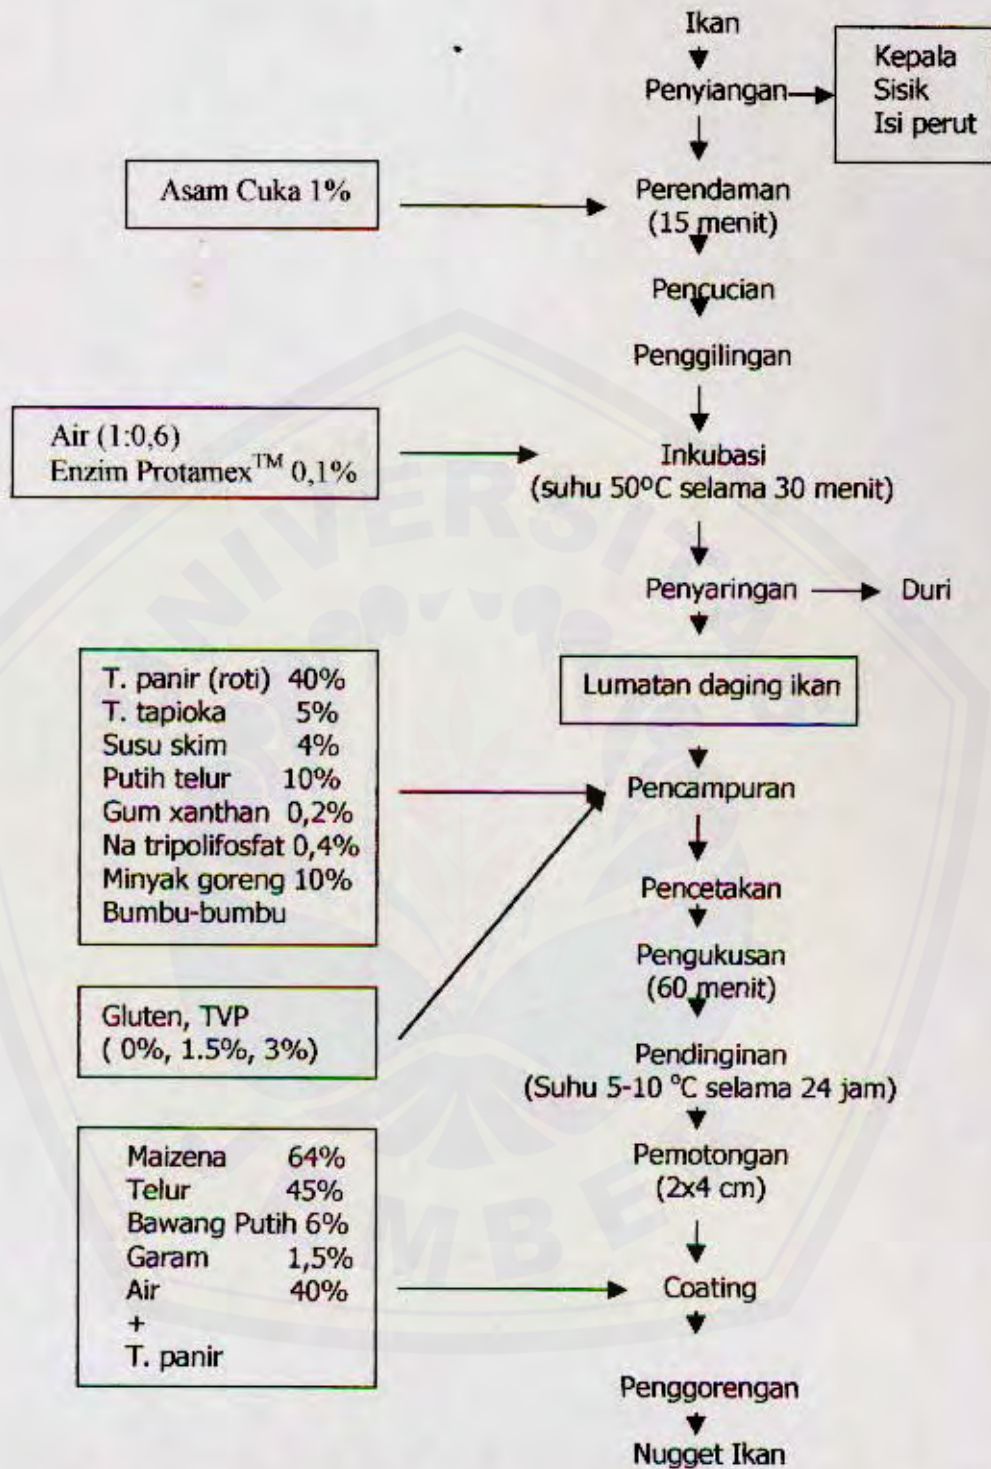 Ikan
Penyiangan
Kepala
Sisik
Isi perut
Asam Cuka 1%
Perendaman
(15 menit)
Pencucian
Penggilingan
Air (1:0,6)
Enzim Protamex™ 0,1%
Inkubasi
(suhu 50ºC selama 30 menit)
Penyaringan
Duri
Lumatan daging ikan
T. panir (roti) 40%
T. tapioka 5%
Susu skim 4%
Putih telur 10%
Gum xanthan 0,2%
Na tripolifosfat 0,4%
Minyak goreng 10%
Bumbu-bumbu
Pencampuran
Pencetakan
Pengukusan
(60 menit)
Gluten, TVP
( 0%, 1.5%, 3%)
Pendinginan
(Suhu 5-10 °C selama 24 jam)
Pemotongan
(2x4 cm)
Maizena 64%
Telur 45%
Bawang Putih 6%
Garam 1,5%
Air 40%
+
T. panir
Coating
Penggorengan
Nugget Ikan
NIVERSITA
MBE